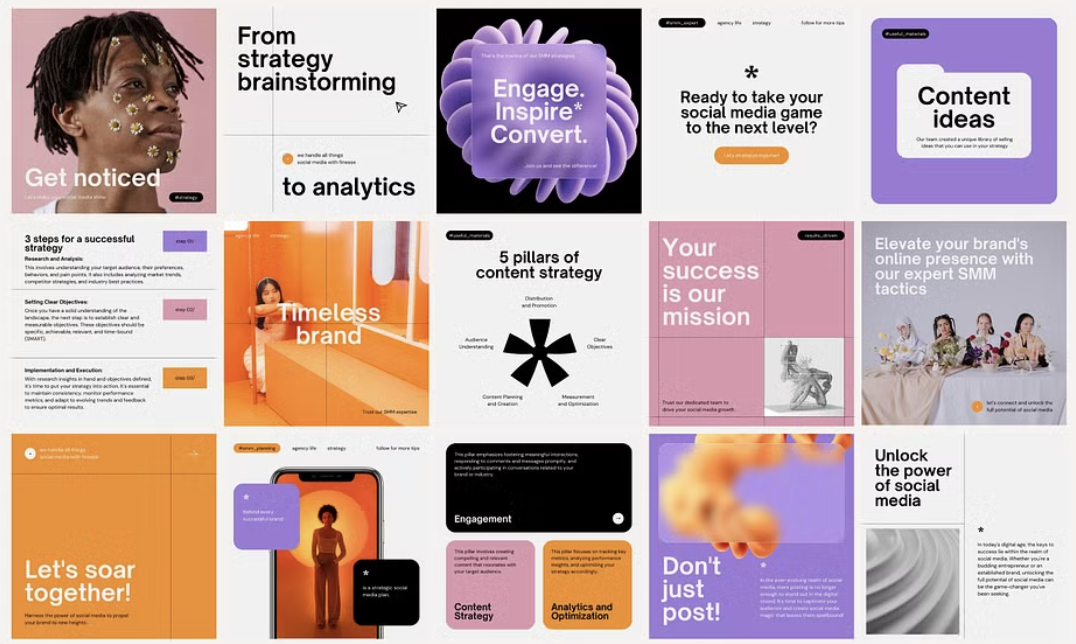 Get noticed
#strategy
From
strategy
brainstorming
we handle all things
social media with finesse
to analytics
That's the mantra of our SMM strategies.
Engage.
Inspire*
Convert.
Join us and see the difference!
#smm_expert
agency life
strategy
follow for more tips
*
Ready to take your
social media game
to the next level?
Let's strategize together!
#useful_materials
Content
ideas
Our team created a unique library of selling
ideas that you can use in your strategy
3 steps for a successful
strategy
step 01/
Research and Analysis:
This involves understanding your target audience, their preferences,
behaviors, and pain points. It also includes analyzing market trends,
competitor strategies, and industry best practices.
Setting Clear Objectives:
step 02/
Once you have a solid understanding of the
landscape, the next step is to establish clear and
measurable objectives. These objectives should be
specific, achievable, relevant, and time-bound
(SMART).
Implementation and Execution:
step 03/
With research insights in hand and objectives defined,
it's time to put your strategy into action. It's essential
to maintain consistency, monitor performance
metrics, and adapt to evolving trends and feedback
to ensure optimal results.
agency life
strategy
Timeless
brand
Trust our SMM expertise
#useful_materials
5 pillars of
content strategy
Distribution
and Promotion
Audience
Understanding
Clear
Objectives
Content Planning
and Creation
Measurement
and Optimization
results_driven
Your
success
is our
mission
Trust our dedicated team to
drive your social media growth.
Elevate your brand's
online presence with
our expert SMM
tactics
let's connect and unlock the
full potential of social media
we handle all things
social media with finesse
Let's soar
together!
Harness the power of social media to propel
your brand to new heights.
#smm_planning
agency life
strategy
follow for more tips
*
Behind every
successful brand
*
is a strategic social
media plan.
This pillar emphasizes fostering meaningful interactions,
responding to comments and messages promptly, and
actively participating in conversations related to your
brand or industry.
Engagement
This pillar involves creating
compelling and relevant
content that resonates with
your target audience.
Content
Strategy
This pillar focuses on tracking key
metrics, analyzing performance
insights, and optimizing your
strategy accordingly.
Analytics and
Optimization
Don't
just
post!
*
In the ever-evolving realm of social
media, mere posting is no longer
enough to stand out in the digital
crowd. It's time to captivate your
audience and create social media
magic that leaves them spellbound!
Unlock
the power
of social
media
*
In today's digital age, the keys to
success lie within the realm of
social media. Whether you're a
budding entrepreneur or an
established brand, unlocking the
full potential of social media can
be the game-changer you've
been seeking.